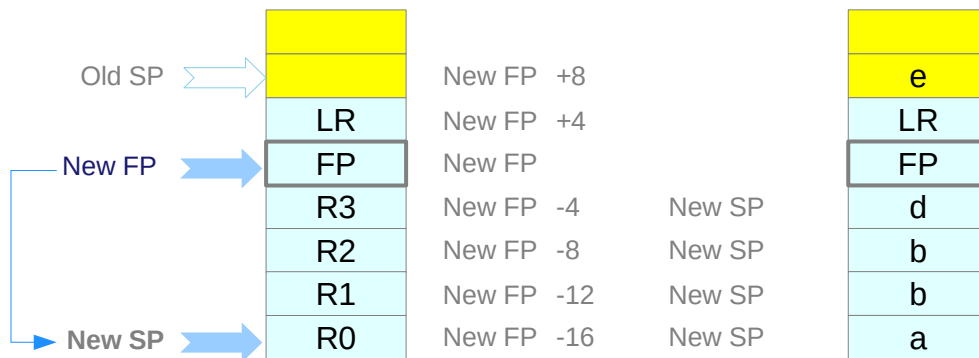 Old SP New FP +8 e
LR New FP +4 LR
New FP FP New FP FP
R3 New FP -4 New SP d
R2 New FP -8 New SP b
R1 New FP -12 New SP b
New SP R0 New FP -16 New SP a